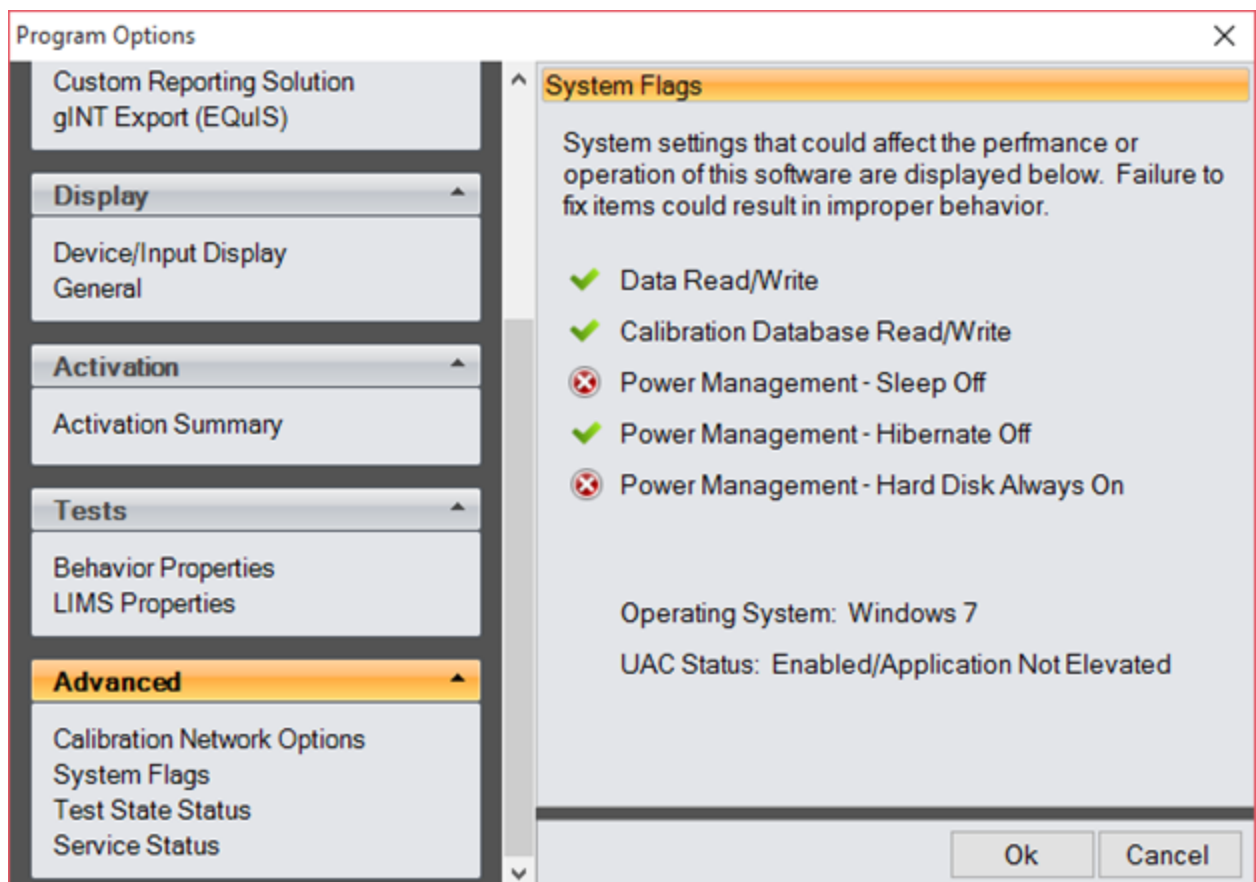 Program Options
Custom Reporting Solution
gINT Export (EQuIS)
Display
Device/Input Display
General
Activation
Activation Summary
Tests
Behavior Properties
LIMS Properties
Advanced
Calibration Network Options
System Flags
Test State Status
Service Status
System Flags
System settings that could affect the perfmance or
operation of this software are displayed below.  Failure to
fix items could result in improper behavior.
Data Read/Write
Calibration Database Read/Write
Power Management - Sleep Off
Power Management - Hibernate Off
Power Management - Hard Disk Always On
Operating System:  Windows 7
UAC Status:  Enabled/Application Not Elevated
Ok
Cancel